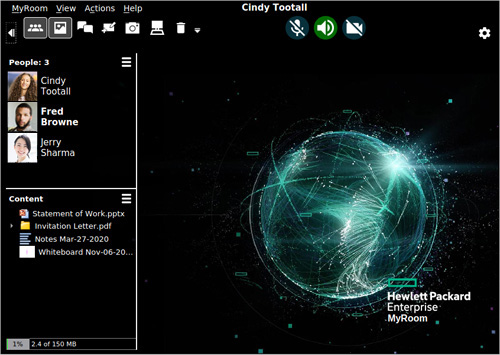 Cindy Tootall
MyRoom View Actions Help
People: 3
Cindy
Tootall
Fred
Browne
Jerry
Sharma
Content
Statement of Work.pptx
Invitation Letter.pdf
Notes Mar-27-2020
Whiteboard Nov-06-20...
1% 2.4 of 150 MB
Hewlett Packard
Enterprise
MyRoom